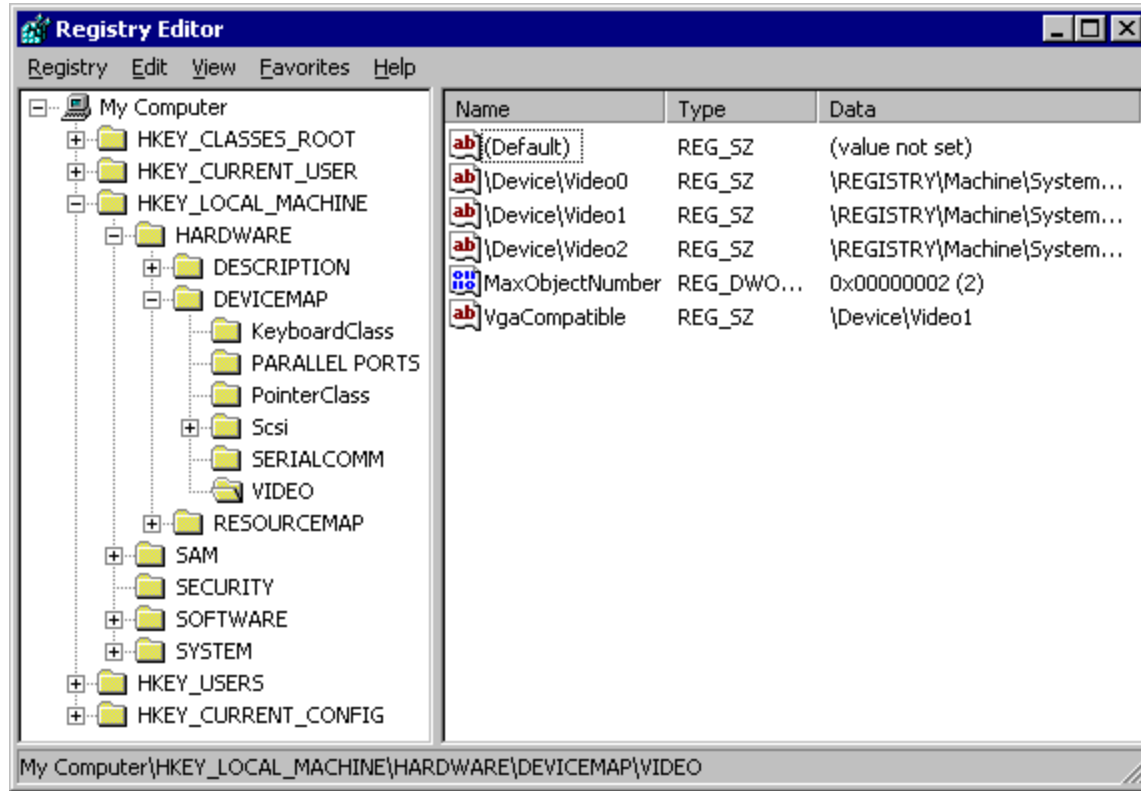 Registry Editor
Registry Edit View Favorites Help
My Computer
HKEY_CLASSES_ROOT
HKEY_CURRENT_USER
HKEY_LOCAL_MACHINE
HARDWARE
DESCRIPTION
DEVICEMAP
KeyboardClass
PARALLEL PORTS
PointerClass
Scsi
SERIALCOMM
VIDEO
RESOURCEMAP
SAM
SECURITY
SOFTWARE
SYSTEM
HKEY_USERS
HKEY_CURRENT_CONFIG
Name Type Data
(Default) REG_SZ (value not set)
\Device\Video0 REG_SZ \REGISTRY\Machine\System...
\Device\Video1 REG_SZ \REGISTRY\Machine\System...
\Device\Video2 REG_SZ \REGISTRY\Machine\System...
MaxObjectNumber REG_DWO... 0x00000002 (2)
VgaCompatible REG_SZ \Device\Video1
My Computer\HKEY_LOCAL_MACHINE\HARDWARE\DEVICEMAP\VIDEO